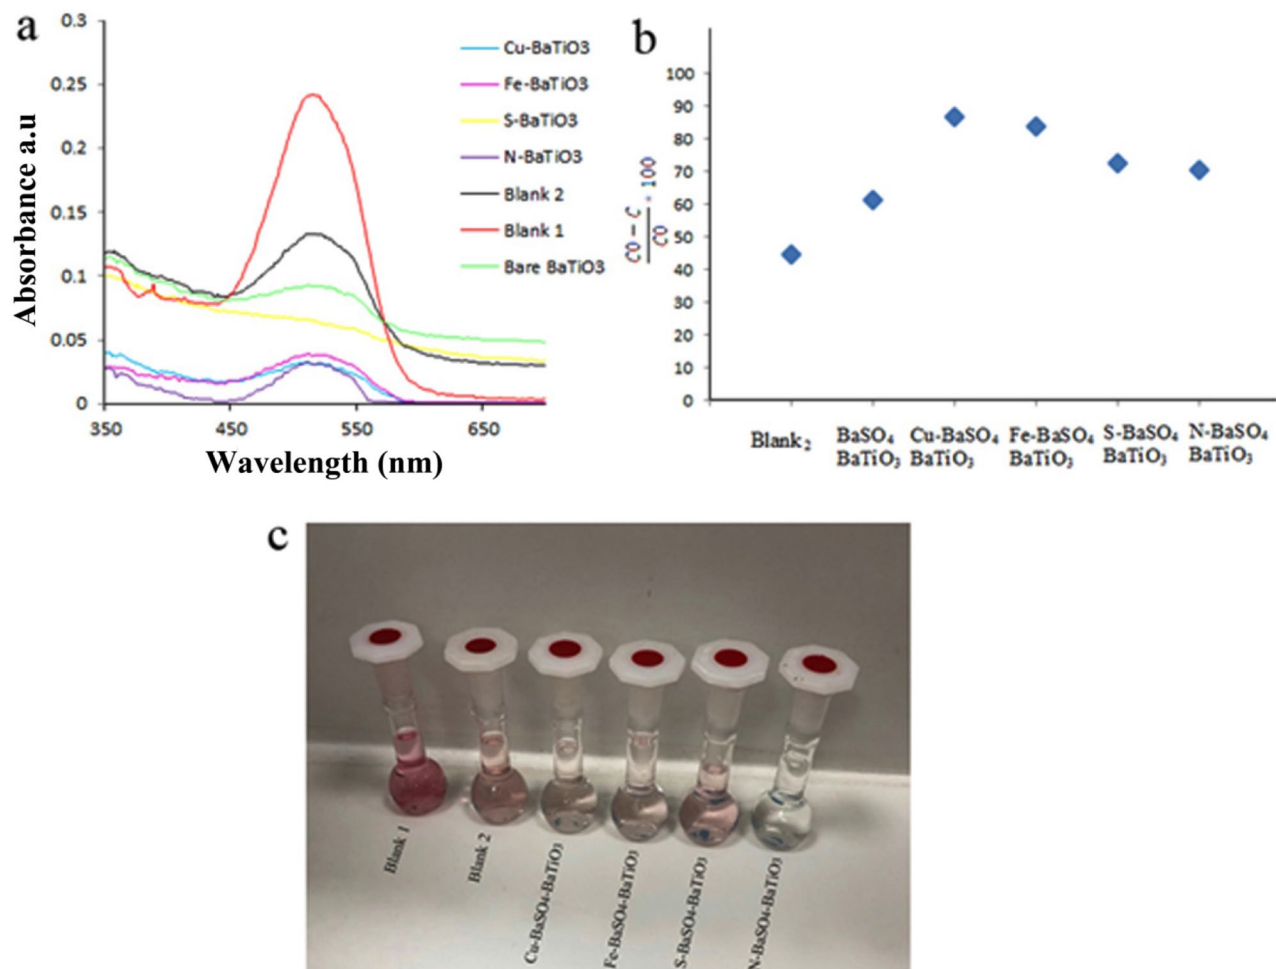 a
0.3
0.25
0.2
0.15
0.1
0.05
0
350
450
550
650
Absorbance a.u
Wavelength (nm)
Cu-BaTiO3
Fe-BaTiO3
S-BaTiO3
N-BaTiO3
Blank 2
Blank 1
Bare BaTiO3
b
100
90
80
70
60
50
40
30
20
10
0
C0 − C
C0
* 100
Blank₂
BaSO₄
BaTiO₃
Cu-BaSO₄
BaTiO₃
Fe-BaSO₄
BaTiO₃
S-BaSO₄
BaTiO₃
N-BaSO₄
BaTiO₃
c
Blank 1
Blank 2
Cu-BaSO4-BaTiO3
Fe-BaSO4-BaTiO3
S-BaSO4-BaTiO3
N-BaSO4-BaTiO3